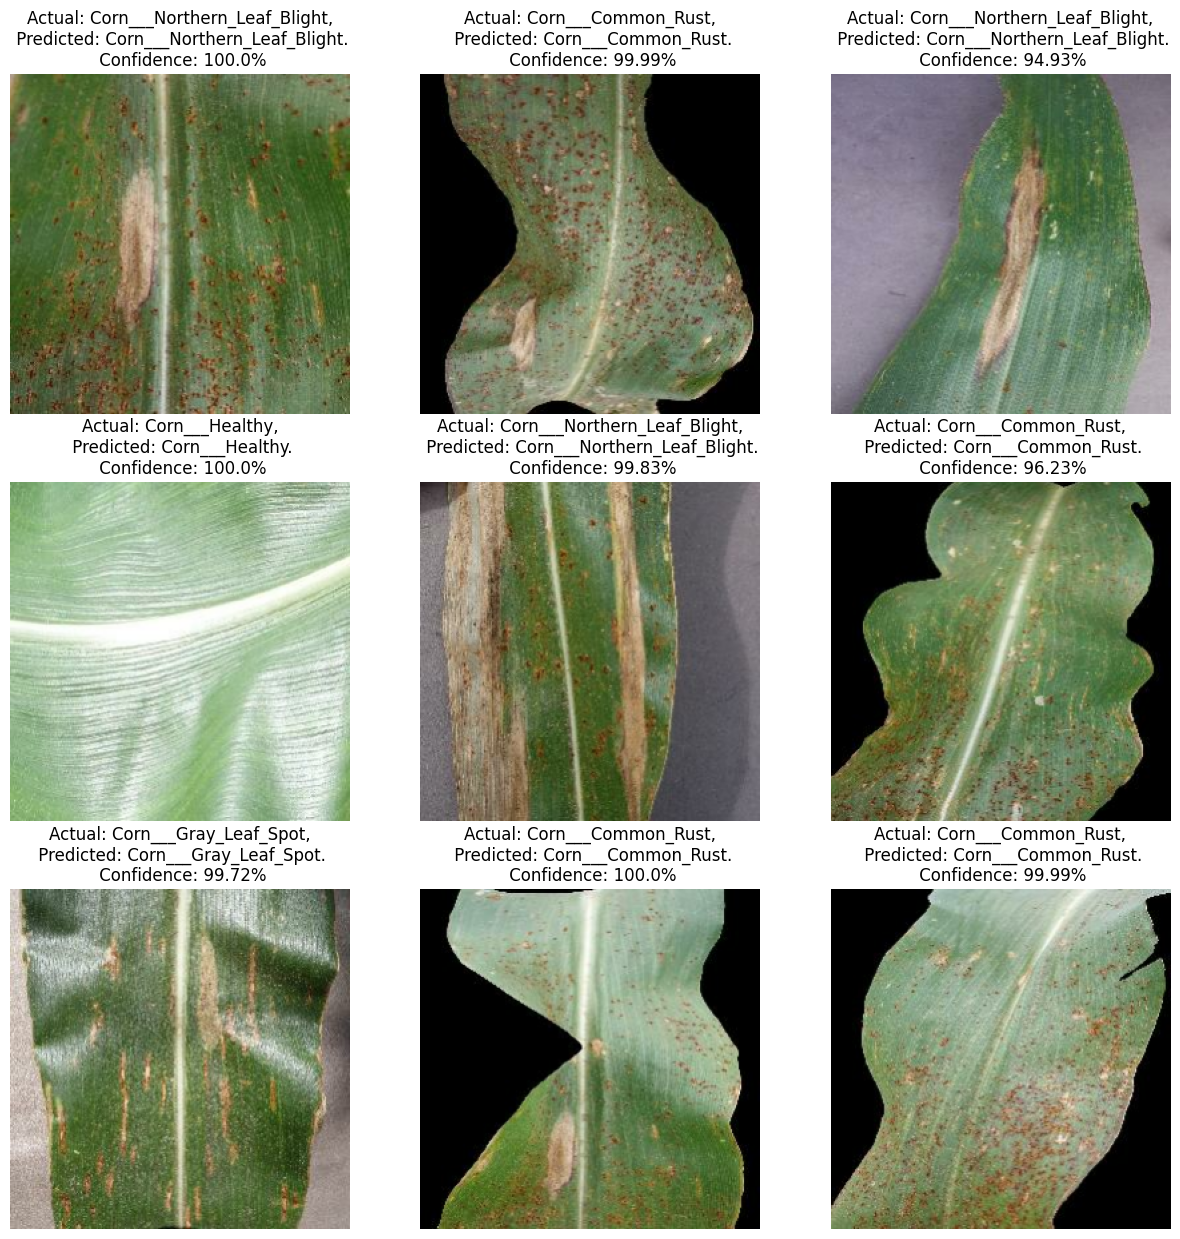 Actual: Corn___Northern_Leaf_Blight,
Predicted: Corn___Northern_Leaf_Blight.
Confidence: 100.0%
Actual: Corn___Common_Rust,
Predicted: Corn___Common_Rust.
Confidence: 99.99%
Actual: Corn___Northern_Leaf_Blight,
Predicted: Corn___Northern_Leaf_Blight.
Confidence: 94.93%
Actual: Corn___Healthy,
Predicted: Corn___Healthy.
Confidence: 100.0%
Actual: Corn___Northern_Leaf_Blight,
Predicted: Corn___Northern_Leaf_Blight.
Confidence: 99.83%
Actual: Corn___Common_Rust,
Predicted: Corn___Common_Rust.
Confidence: 96.23%
Actual: Corn___Gray_Leaf_Spot,
Predicted: Corn___Gray_Leaf_Spot.
Confidence: 99.72%
Actual: Corn___Common_Rust,
Predicted: Corn___Common_Rust.
Confidence: 100.0%
Actual: Corn___Common_Rust,
Predicted: Corn___Common_Rust.
Confidence: 99.99%